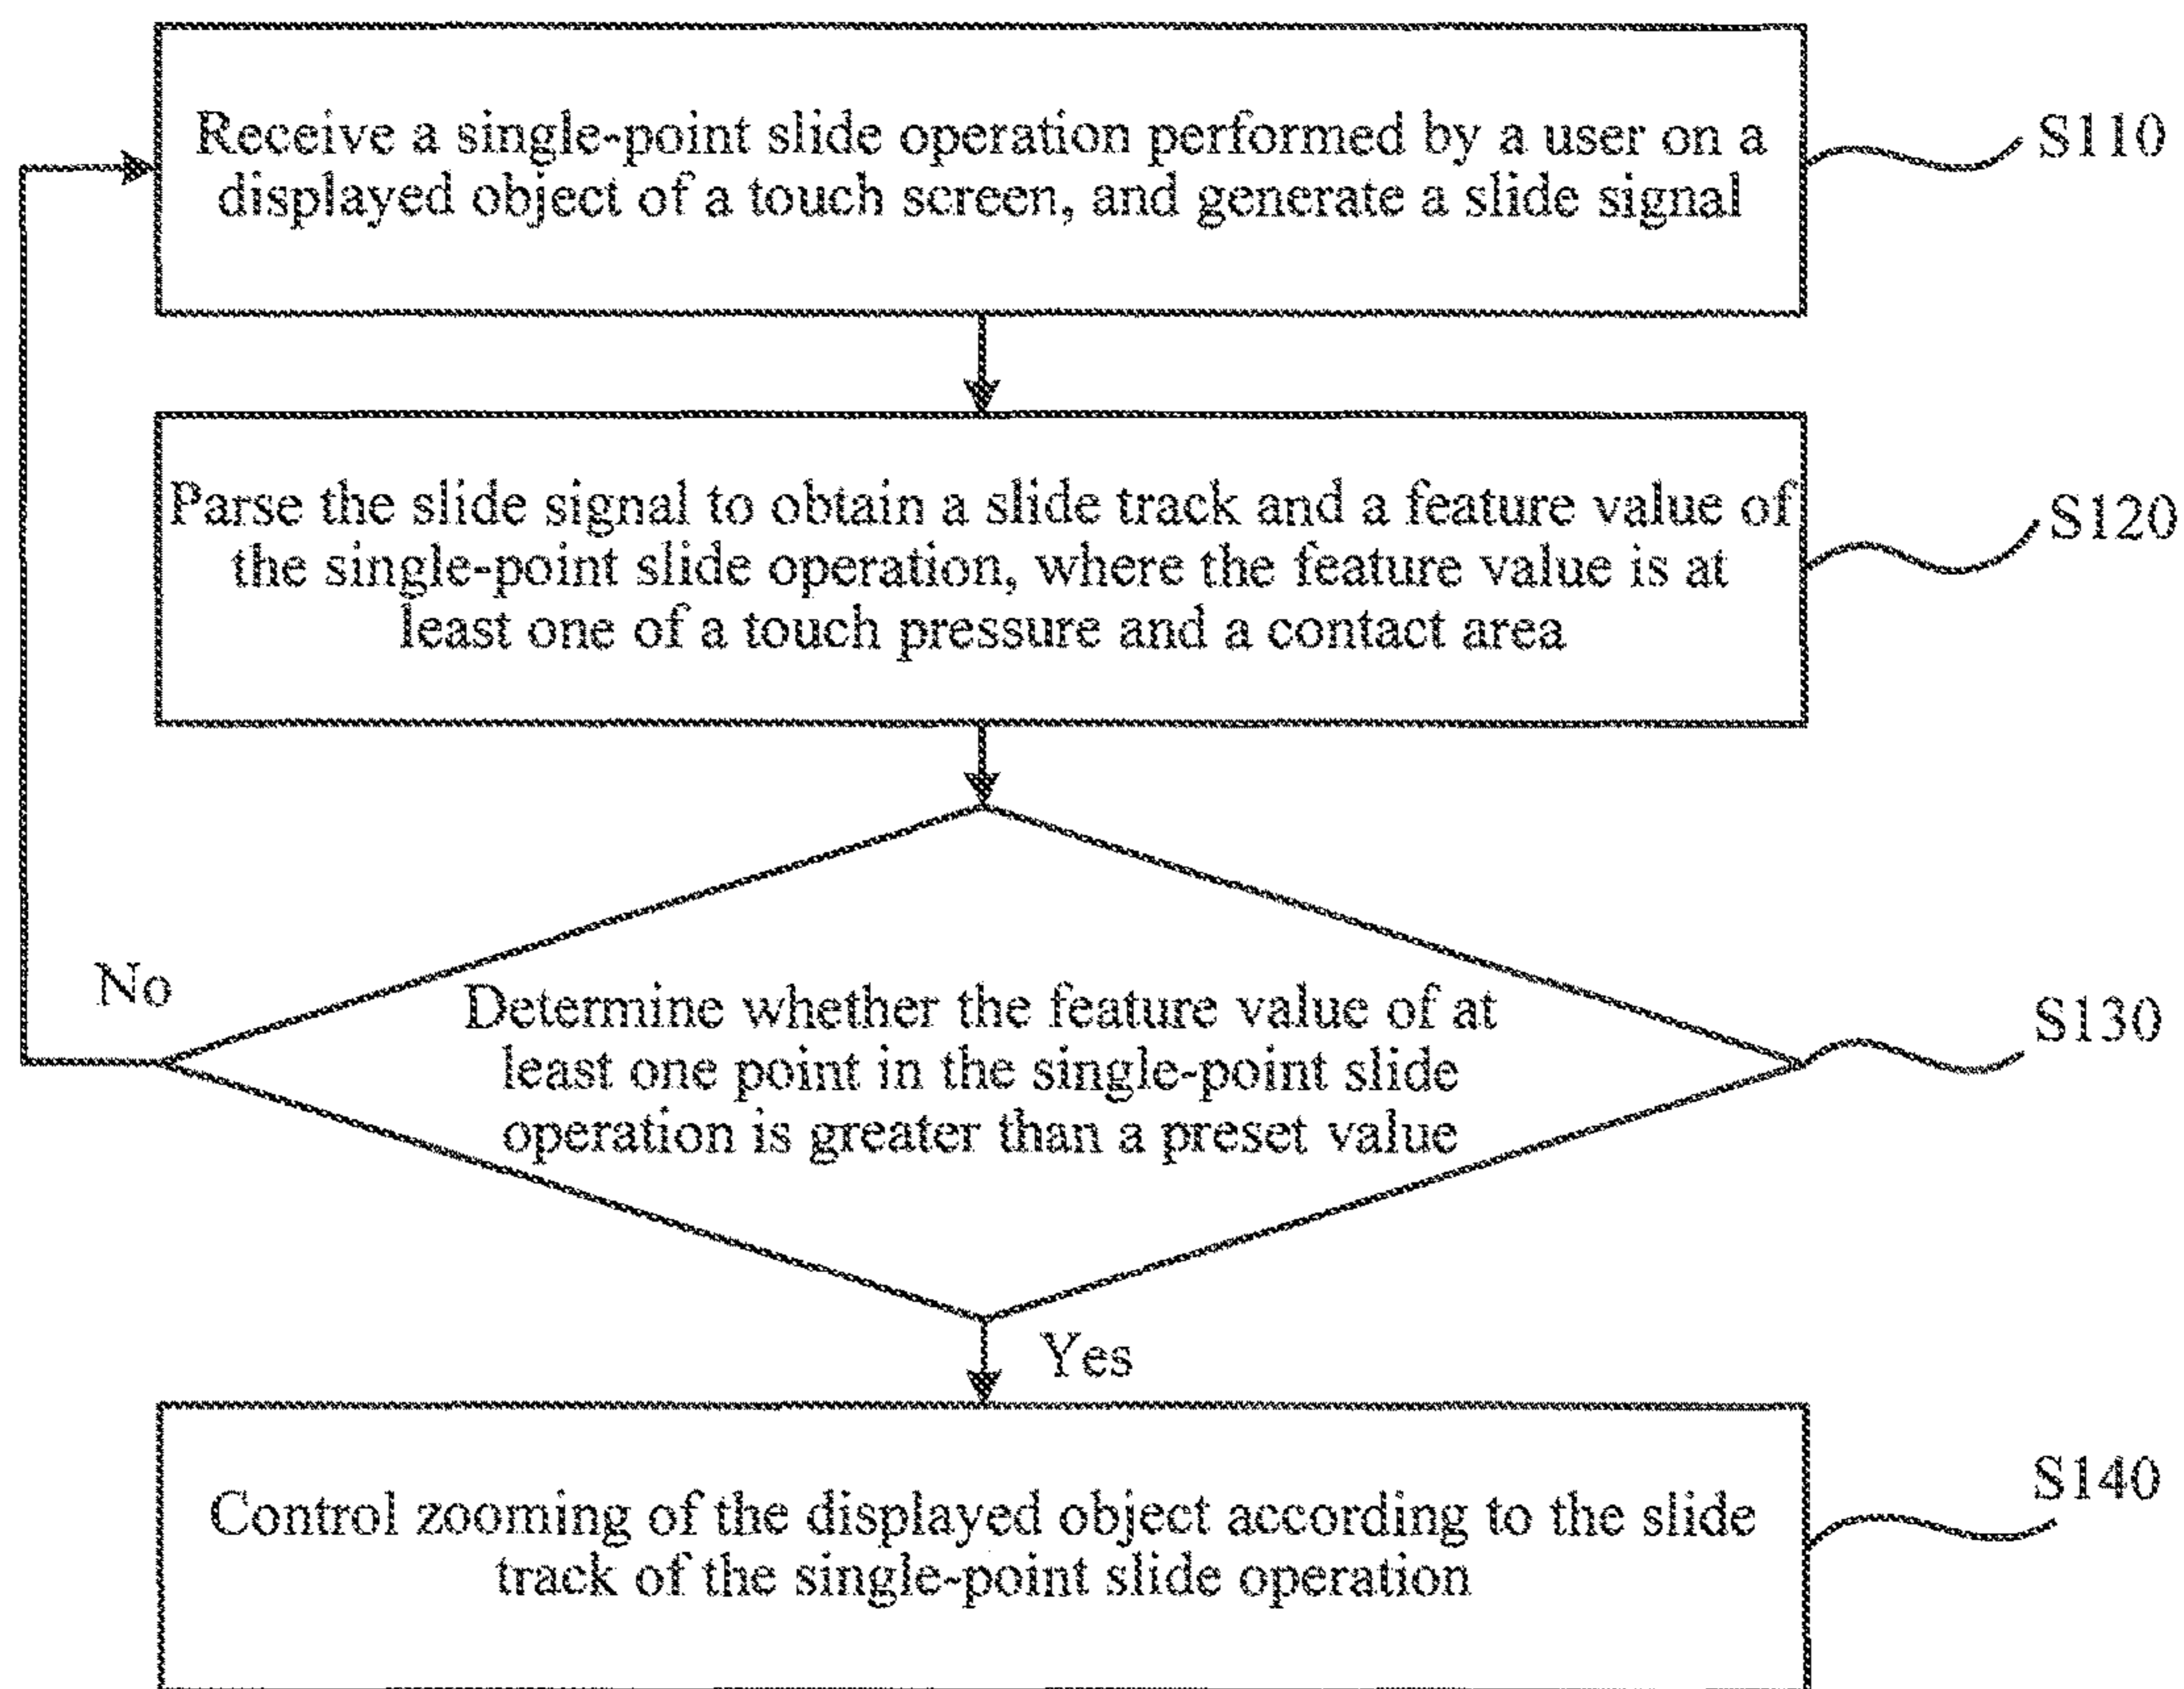 Receive a single-point slide operation performed by a user on a
displayed object of a touch screen, and generate a slide signal
S110
Parse the slide signal to obtain a slide track and a feature value of
the single-point slide operation, where the feature value is at
least one of a touch pressure and a contact area
S120
No
Determine whether the feature value of at
least one point in the single-point slide
operation is greater than a preset value
S130
Yes
Control zooming of the displayed object according to the slide
track of the single-point slide operation
S140